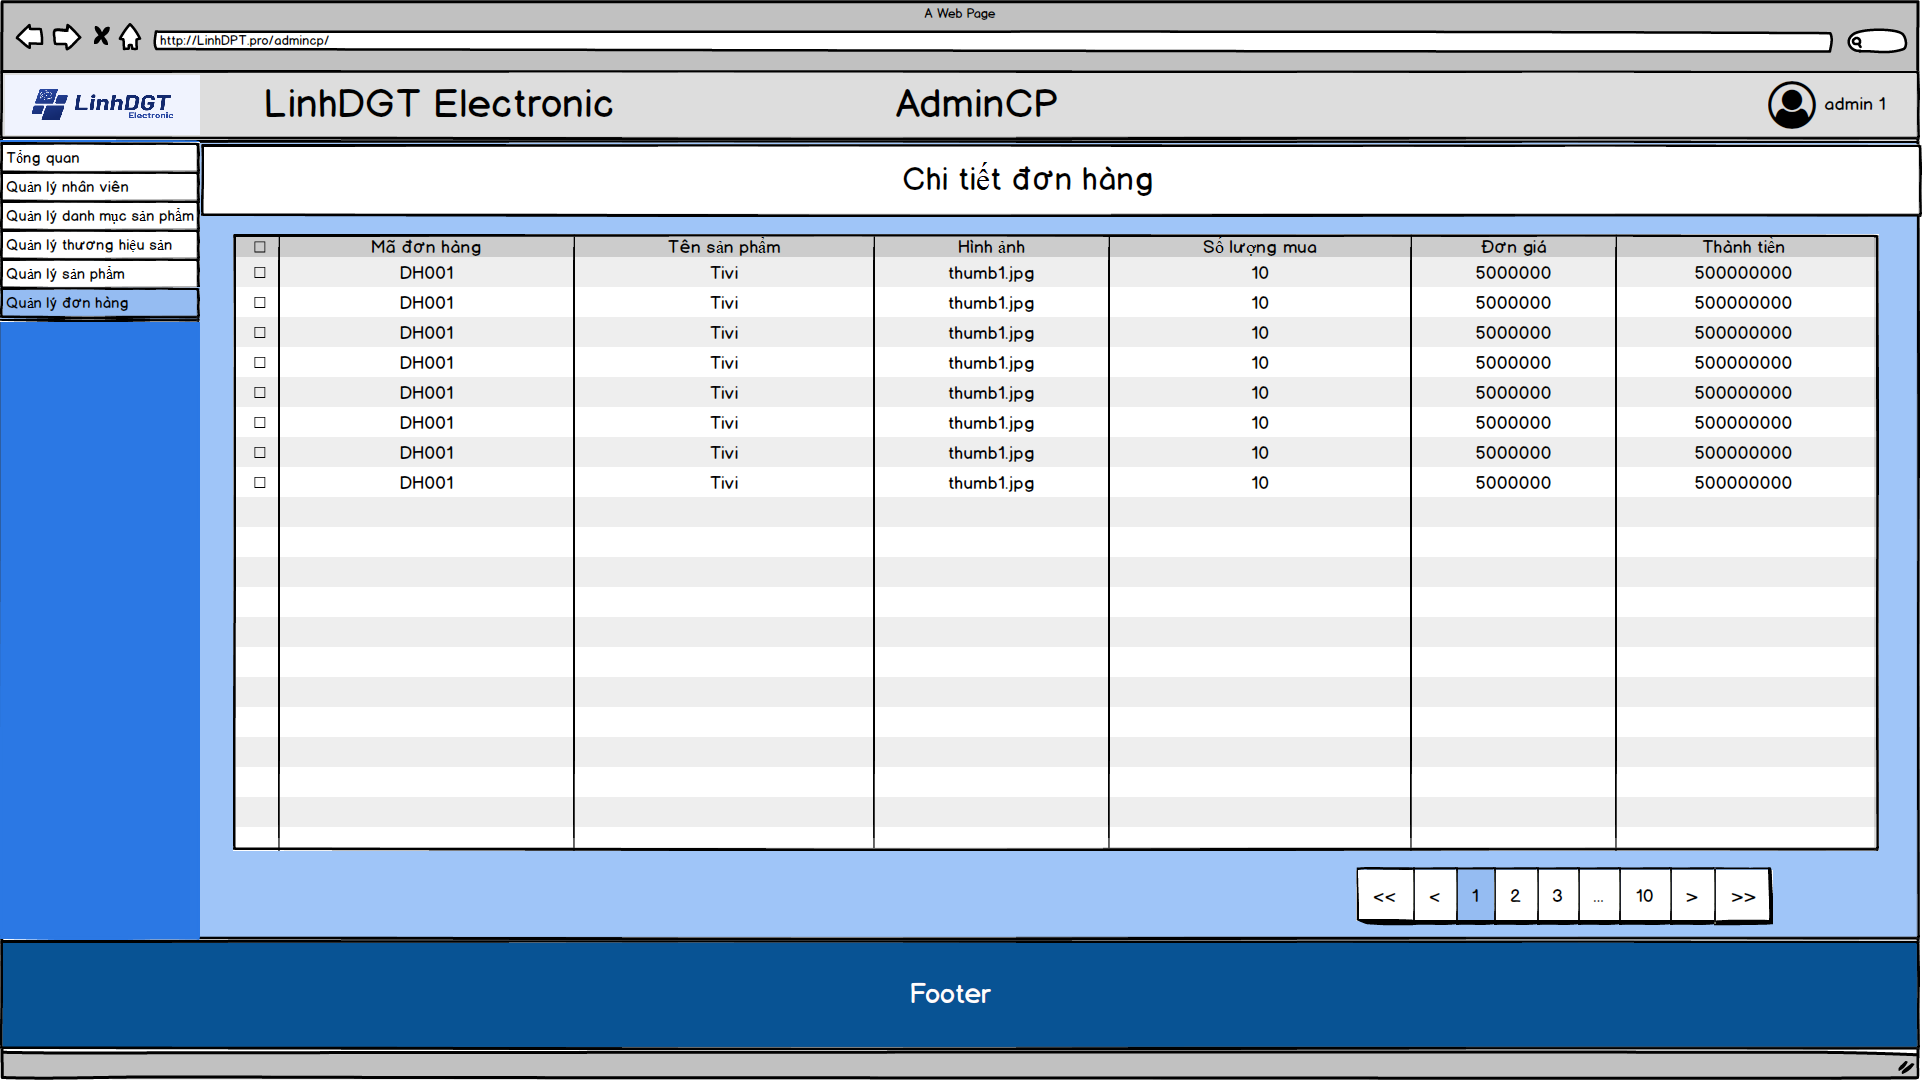 A Web Page
http://LinhDPT.pro/admincp/
LinhDGT
Electronic
LinhDGT Electronic
AdminCP
admin 1
Tổng quan
Quản lý nhân viên
Quản lý danh mục sản phẩm
Quản lý thương hiệu sản
Quản lý sản phẩm
Quản lý đơn hàng
Chi tiết đơn hàng
Mã đơn hàng Tên sản phẩm Hình ảnh Số lượng mua Đơn giá Thành tiền
DH001 Tivi thumb1.jpg 10 5000000 500000000
DH001 Tivi thumb1.jpg 10 5000000 500000000
DH001 Tivi thumb1.jpg 10 5000000 500000000
DH001 Tivi thumb1.jpg 10 5000000 500000000
DH001 Tivi thumb1.jpg 10 5000000 500000000
DH001 Tivi thumb1.jpg 10 5000000 500000000
DH001 Tivi thumb1.jpg 10 5000000 500000000
DH001 Tivi thumb1.jpg 10 5000000 500000000
<< < 1 2 3 ... 10 > >>
Footer